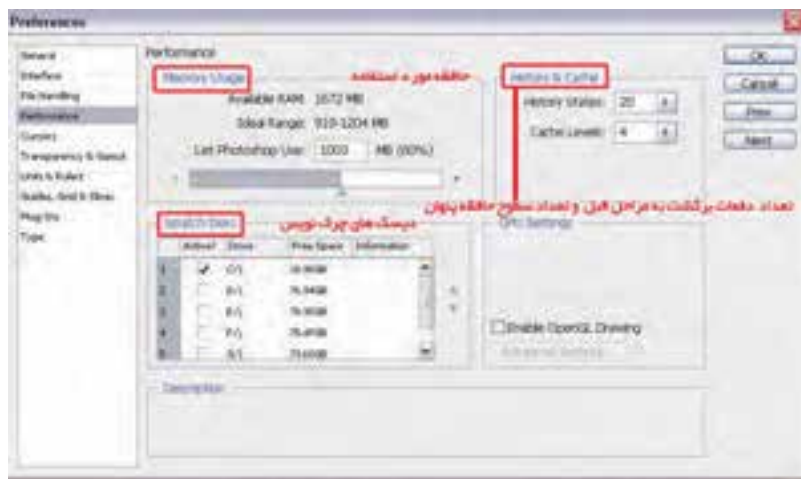 Preferences
General
Interface
File Handling
Performance
Cursors
Transparency & Gamut
Units & Rulers
Guides, Grid & Slices
Plug-Ins
Type
Performance
Memory Usage
حافظه مورد استفاده
Available RAM: 1672 MB
Ideal Range: 919-1204 MB
Let Photoshop Use: 1003 MB (60%)
History & Cache
History States: 20
Cache Levels: 4
OK
Cancel
Prev
Next
تعداد دفعات برگشت به مراحل قبل و تعداد سطوح حافظه پنهان
Scratch Disks
دیسک های چرک نویس
Active? Drive Free Space Information
1 C:\
2 D:\
3
4 F:\
5
GPU Settings
Enable OpenGL Drawing
Advanced Settings
Description